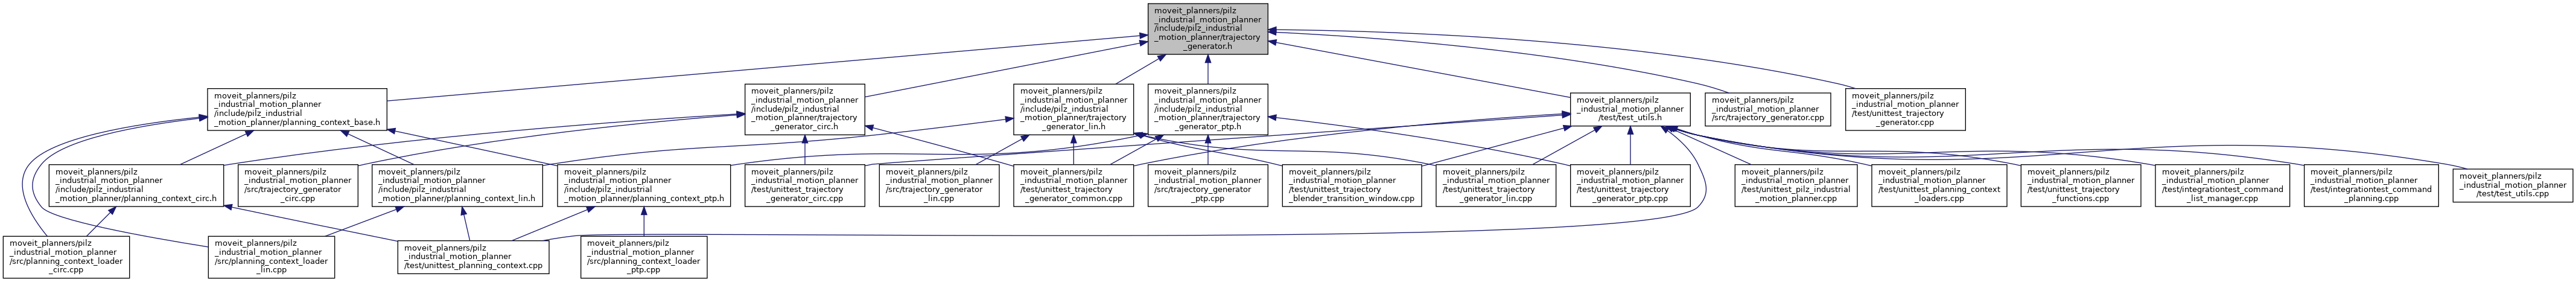 moveit_planners/pilz
_industrial_motion_planner
/include/pilz_industrial
_motion_planner/trajectory
_generator.h
moveit_planners/pilz
_industrial_motion_planner
/include/pilz_industrial
_motion_planner/planning_context_base.h
moveit_planners/pilz
_industrial_motion_planner
/include/pilz_industrial
_motion_planner/trajectory
_generator_circ.h
moveit_planners/pilz
_industrial_motion_planner
/include/pilz_industrial
_motion_planner/trajectory
_generator_lin.h
moveit_planners/pilz
_industrial_motion_planner
/include/pilz_industrial
_motion_planner/trajectory
_generator_ptp.h
moveit_planners/pilz
_industrial_motion_planner
/test/test_utils.h
moveit_planners/pilz
_industrial_motion_planner
/src/trajectory_generator.cpp
moveit_planners/pilz
_industrial_motion_planner
/test/unittest_trajectory
_generator.cpp
moveit_planners/pilz
_industrial_motion_planner
/include/pilz_industrial
_motion_planner/planning_context_circ.h
moveit_planners/pilz
_industrial_motion_planner
/src/trajectory_generator
_circ.cpp
moveit_planners/pilz
_industrial_motion_planner
/include/pilz_industrial
_motion_planner/planning_context_lin.h
moveit_planners/pilz
_industrial_motion_planner
/include/pilz_industrial
_motion_planner/planning_context_ptp.h
moveit_planners/pilz
_industrial_motion_planner
/test/unittest_trajectory
_generator_circ.cpp
moveit_planners/pilz
_industrial_motion_planner
/src/trajectory_generator
_lin.cpp
moveit_planners/pilz
_industrial_motion_planner
/test/unittest_trajectory
_generator_common.cpp
moveit_planners/pilz
_industrial_motion_planner
/src/trajectory_generator
_ptp.cpp
moveit_planners/pilz
_industrial_motion_planner
/test/unittest_trajectory
_blender_transition_window.cpp
moveit_planners/pilz
_industrial_motion_planner
/test/unittest_trajectory
_generator_lin.cpp
moveit_planners/pilz
_industrial_motion_planner
/test/unittest_trajectory
_generator_ptp.cpp
moveit_planners/pilz
_industrial_motion_planner
/test/unittest_pilz_industrial
_motion_planner.cpp
moveit_planners/pilz
_industrial_motion_planner
/test/unittest_planning_context
_loaders.cpp
moveit_planners/pilz
_industrial_motion_planner
/test/unittest_trajectory
_functions.cpp
moveit_planners/pilz
_industrial_motion_planner
/test/integrationtest_command
_list_manager.cpp
moveit_planners/pilz
_industrial_motion_planner
/test/integrationtest_command
_planning.cpp
moveit_planners/pilz
_industrial_motion_planner
/test/test_utils.cpp
moveit_planners/pilz
_industrial_motion_planner
/src/planning_context_loader
_circ.cpp
moveit_planners/pilz
_industrial_motion_planner
/src/planning_context_loader
_lin.cpp
moveit_planners/pilz
_industrial_motion_planner
/test/unittest_planning_context.cpp
moveit_planners/pilz
_industrial_motion_planner
/src/planning_context_loader
_ptp.cpp